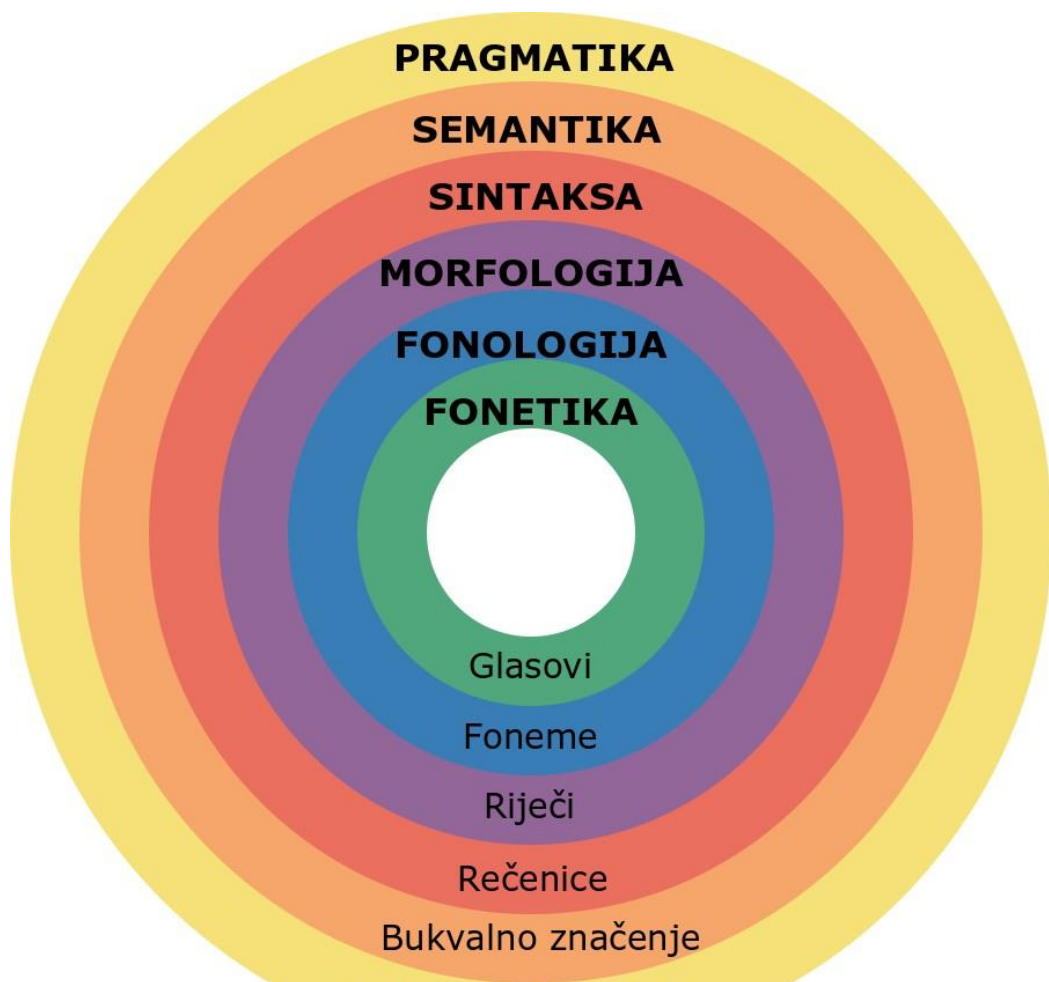 PRAGMATIKA
SEMANTIKA
SINTAKSA
MORFOLOGIJA
FONOLOGIJA
FONETIKA
Glasovi
Foneme
Riječi
Rečenice
Bukvalno značenje